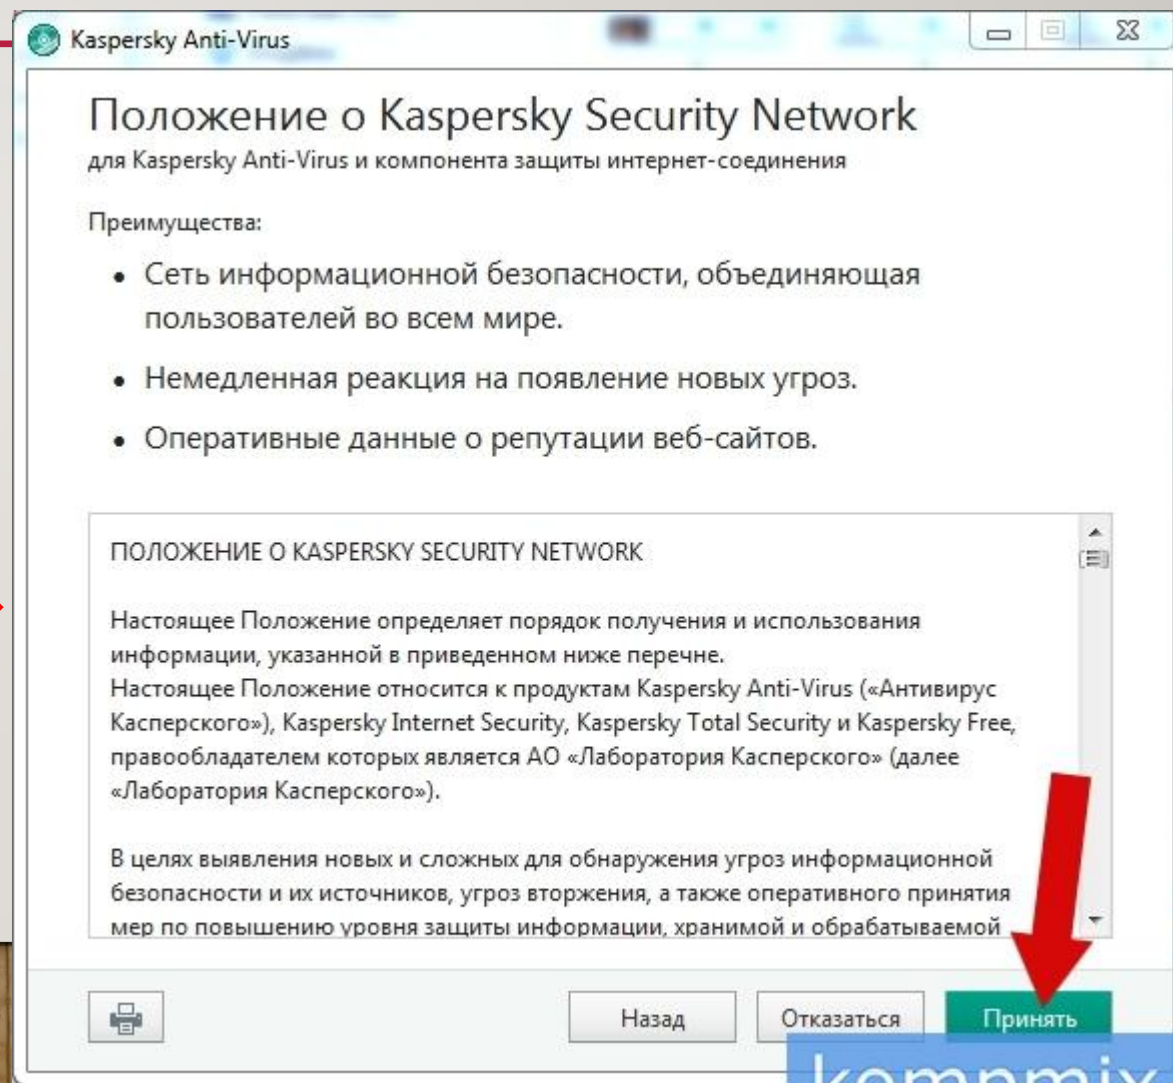 Kaspersky Anti-Virus
Положение о Kaspersky Security Network
для Kaspersky Anti-Virus и компонента защиты интернет-соединения
Преимущества:
• Сеть информационной безопасности, объединяющая
пользователей во всем мире.
• Немедленная реакция на появление новых угроз.
• Оперативные данные о репутации веб-сайтов.
ПОЛОЖЕНИЕ О KASPERSKY SECURITY NETWORK
Настоящее Положение определяет порядок получения и использования
информации, указанной в приведенном ниже перечне.
Настоящее Положение относится к продуктам Kaspersky Anti-Virus («Антивирус
Касперского»), Kaspersky Internet Security, Kaspersky Total Security и Kaspersky Free,
правообладателем которых является АО «Лаборатория Касперского» (далее
«Лаборатория Касперского»).
В целях выявления новых и сложных для обнаружения угроз информационной
безопасности и их источников, угроз вторжения, а также оперативного принятия
мер по повышению уровня защиты информации, хранимой и обрабатываемой
Назад Отказаться Принять
kompmix